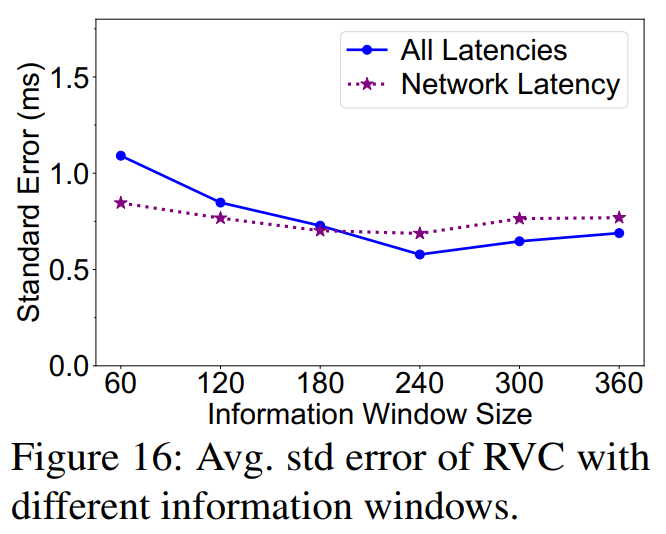 All Latencies
Network Latency
Standard Error (ms)
1.5
1.0
0.5
0.0
60 120 180 240 300 360
Information Window Size
Figure 16: Avg. std error of RVC with
different information windows.